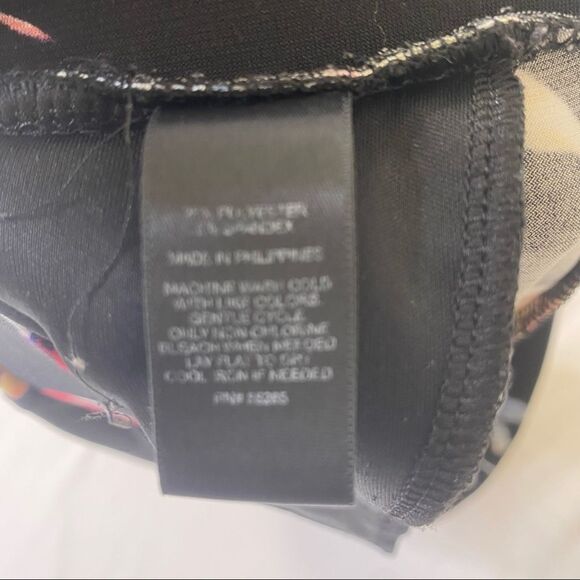 POLYESTER
SPANDEX
MADE IN PHILIPPINES
MACHINE WASH COLD
WITH LIKE COLORS.
GENTLE CYCLE.
ONLY NON-CHLORINE
BLEACH WHEN NEEDED
LAY FLAT TO DRY
COOL IRON IF NEEDED